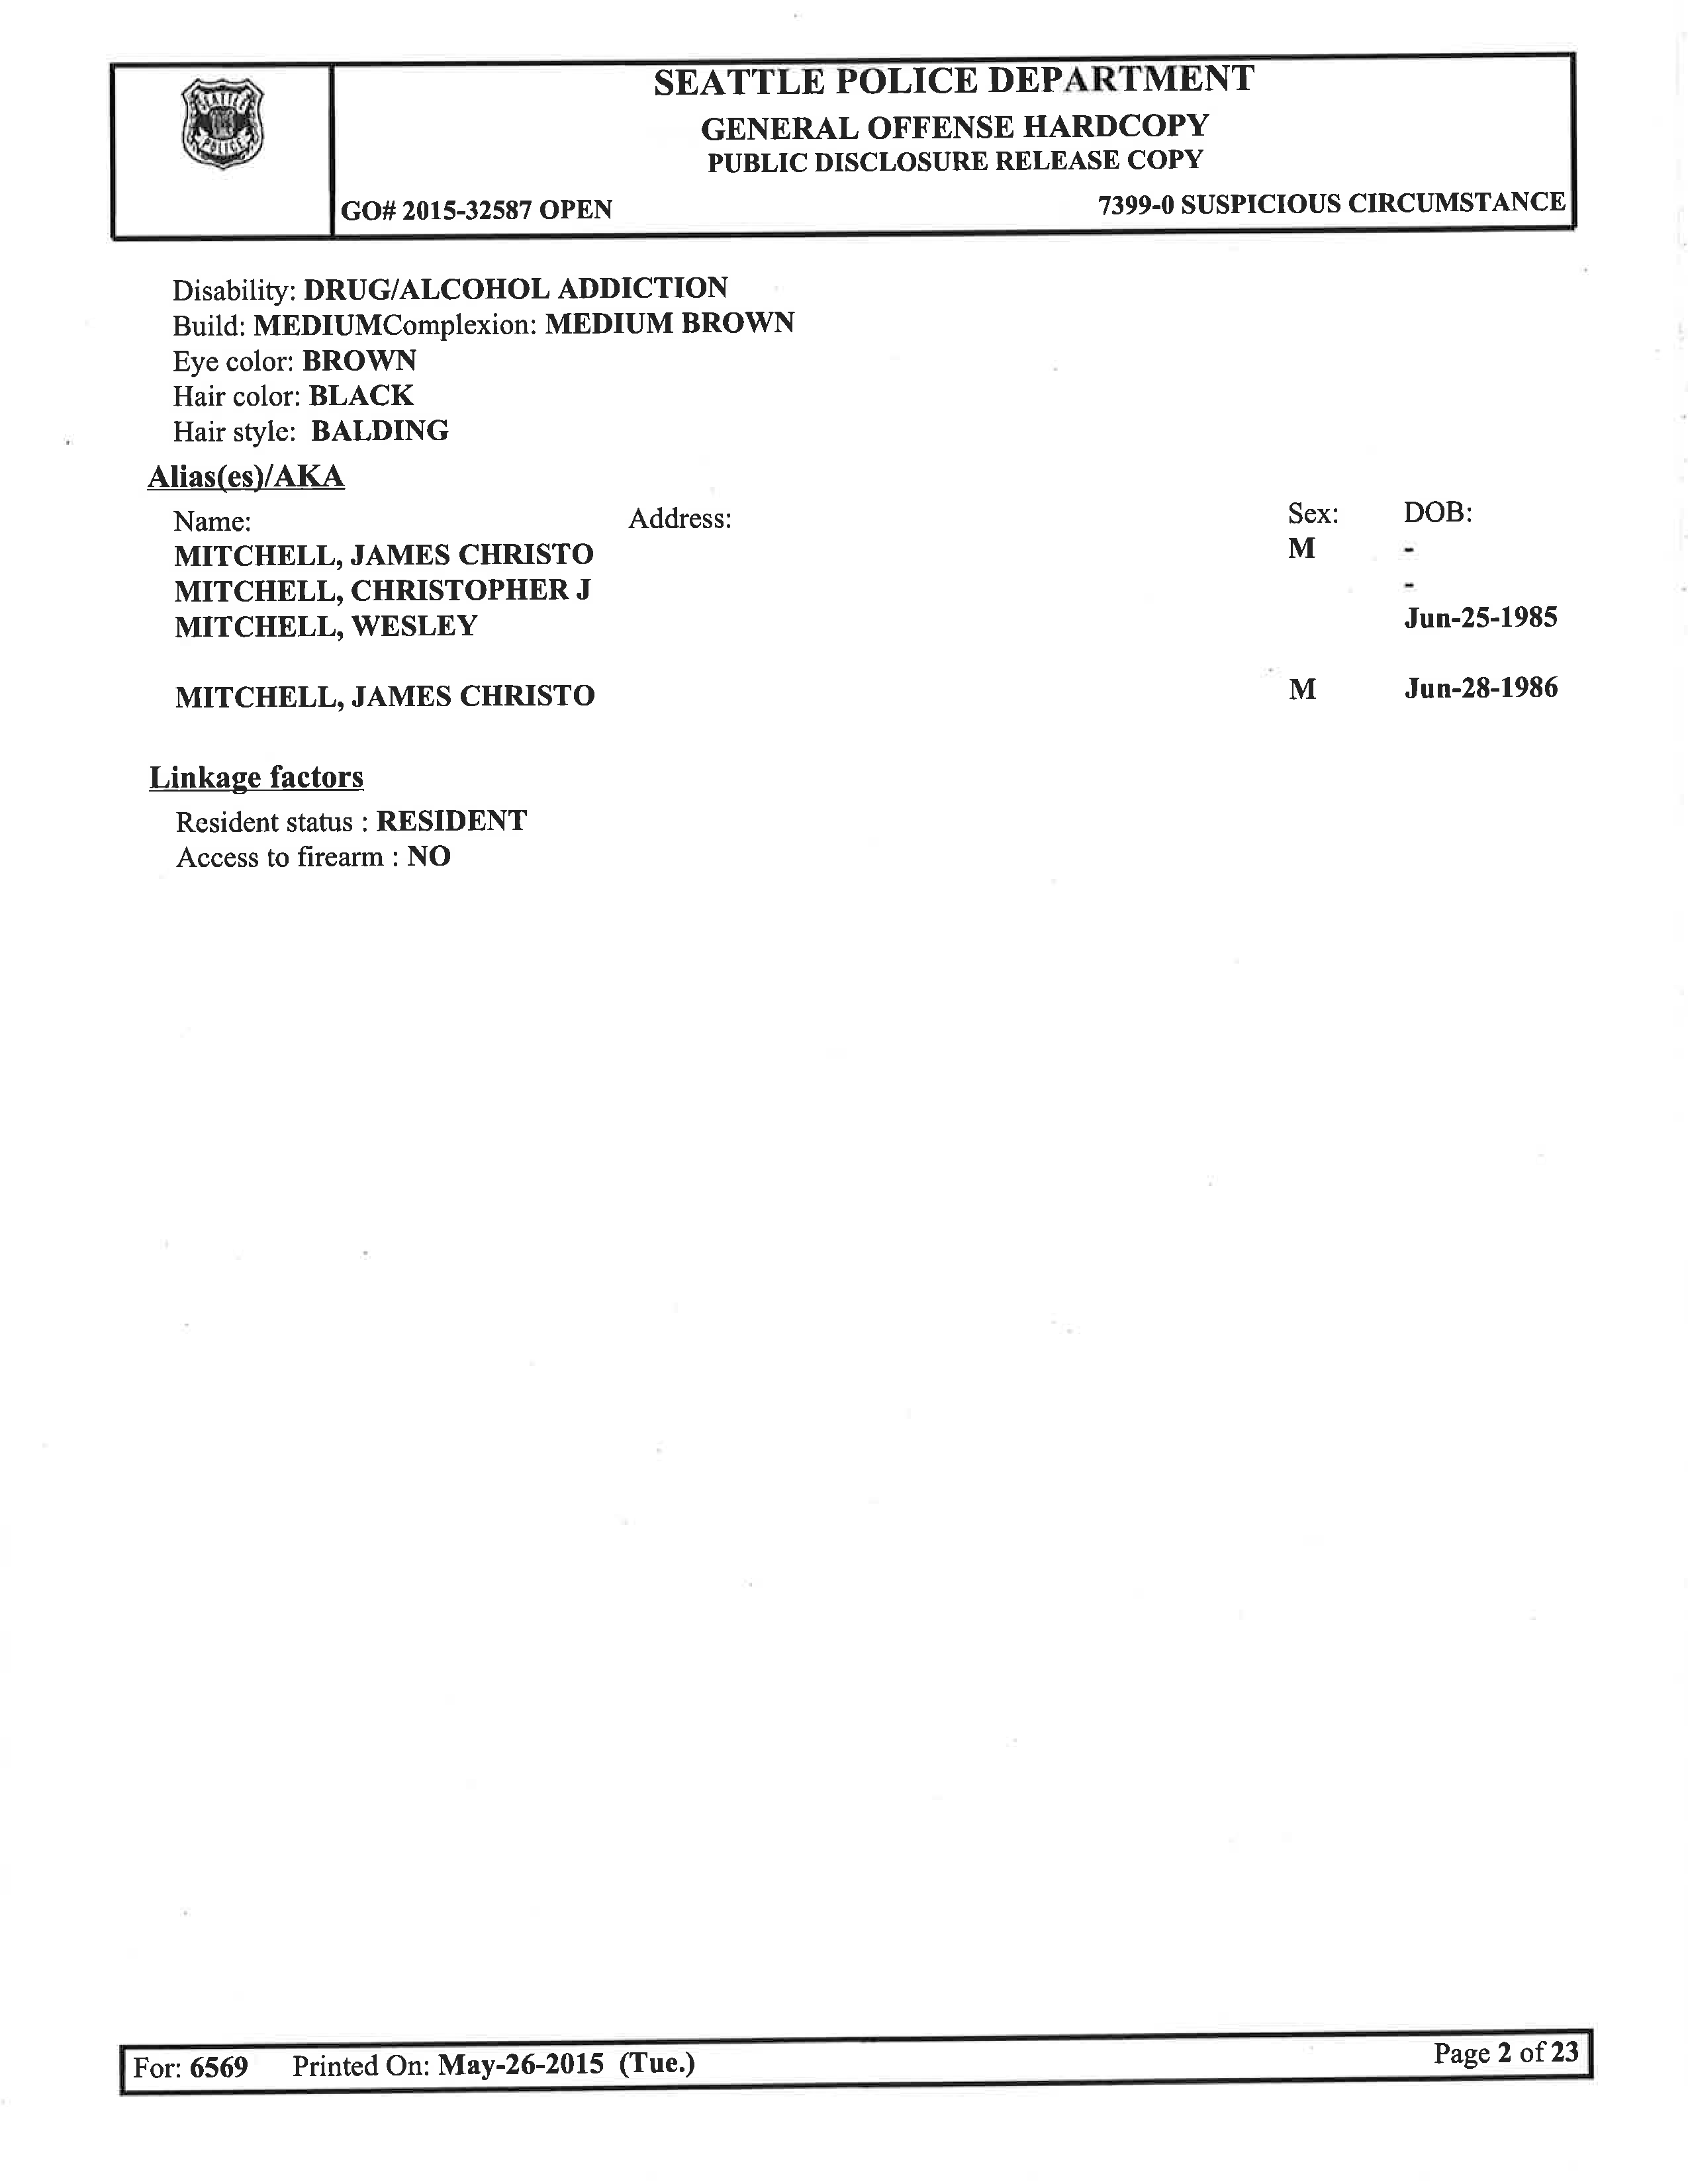 SEATTLE POLICE DEPARTMENT
GENERAL OFFENSE HARDCOPY
PUBLIC DISCLOSURE RELEASE COPY
SEATTLE
POLICE
GO# 2015-32587 OPEN 7399-0 SUSPICIOUS CIRCUMSTANCE
Disability: DRUG/ALCOHOL ADDICTION
Build: MEDIUMComplexion: MEDIUM BROWN
Eye color: BROWN
Hair color: BLACK
Hair style: BALDING
Alias(es)/AKA
Name: Address: Sex: DOB:
MITCHELL, JAMES CHRISTO M -
MITCHELL, CHRISTOPHER J -
MITCHELL, WESLEY Jun-25-1985
MITCHELL, JAMES CHRISTO M Jun-28-1986
Linkage factors
Resident status : RESIDENT
Access to firearm : NO
For: 6569 Printed On: May-26-2015 (Tue.) Page 2 of 23